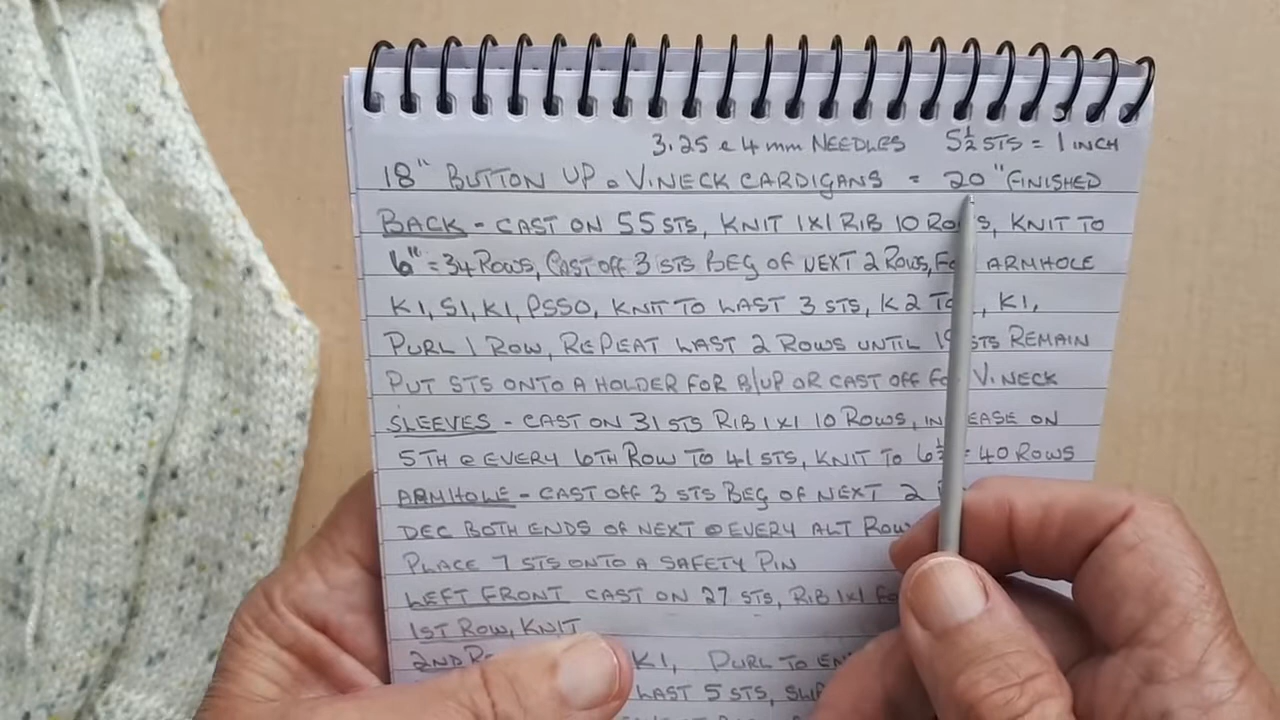 3.25 e 4 mm NEEDLES 5½ STS = 1 INCH
18" BUTTON UP e V.NECK CARDIGANS = 20" FINISHED
BACK - CAST ON 55 STS, KNIT 1X1 RIB 10 ROWS, KNIT TO
6" = 34 ROWS, CAST OFF 3 STS BEG OF NEXT 2 ROWS, ARMHOLE
K1, S1, K1, PSSO, KNIT TO LAST 3 STS, K2 K1,
PURL 1 ROW, REPEAT LAST 2 ROWS UNTIL STS REMAIN
PUT STS ONTO A HOLDER FOR B/UP OR CAST OFF V.NECK
SLEEVES - CAST ON 31 STS RIB 1X1 10 ROWS, INCREASE ON
5TH e EVERY 6TH ROW TO 41 STS, KNIT TO 6½ = 40 ROWS
ARMHOLE - CAST OFF 3 STS BEG OF NEXT 2
DEC BOTH ENDS OF NEXT e EVERY ALT ROW
PLACE 7 STS ONTO A SAFETY PIN
LEFT FRONT CAST ON 27 STS, RIB 1X1
1ST ROW, KNIT
2ND K1, PURL TO
LAST 5 STS,